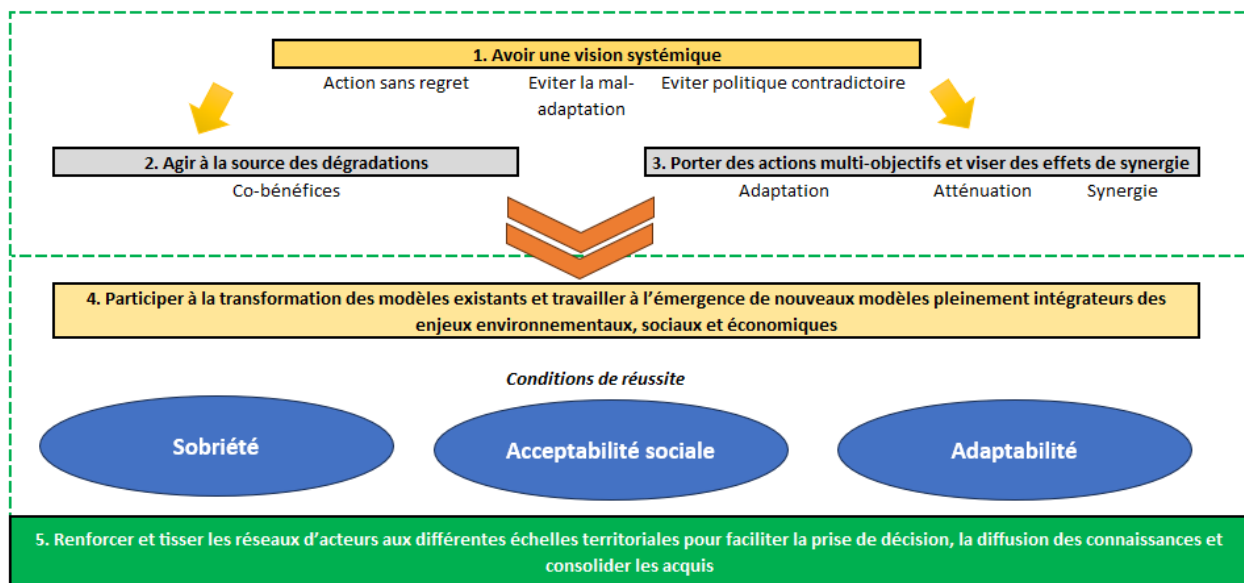 1. Avoir une vision systémique
Action sans regret
Eviter la mal-
adaptation
Eviter politique contradictoire
2. Agir à la source des dégradations
Co-bénéfices
3. Porter des actions multi-objectifs et viser des effets de synergie
Adaptation
Atténuation
Synergie
4. Participer à la transformation des modèles existants et travailler à l’émergence de nouveaux modèles pleinement intégrateurs des
enjeux environnementaux, sociaux et économiques
Conditions de réussite
Sobriété
Acceptabilité sociale
Adaptabilité
5. Renforcer et tisser les réseaux d’acteurs aux différentes échelles territoriales pour faciliter la prise de décision, la diffusion des connaissances et
consolider les acquis